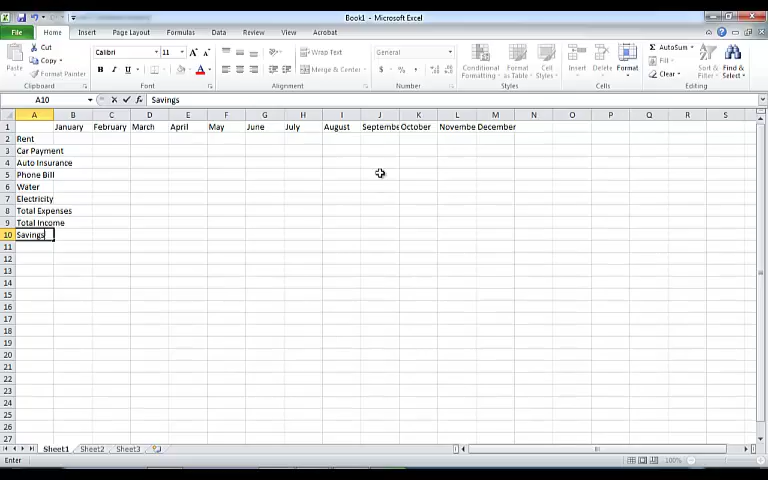 Book1 - Microsoft Excel
File Home Insert Page Layout Formulas Data Review View Acrobat
Cut
Copy
Format Painter
Paste
Clipboard
Calibri 11
B I U
Font
Wrap Text
Merge & Center
Alignment
General
$ % ,
Number
Conditional Formatting
Format as Table
Cell Styles
Styles
Insert
Delete
Format
Cells
AutoSum
Fill
Clear
Sort & Filter
Find & Select
Editing
A10 fx Savings
A B C D E F G H I J K L M N O P Q R S
1 January February March April May June July August Septembe October Novembe December
2 Rent
3 Car Payment
4 Auto Insurance
5 Phone Bill
6 Water
7 Electricity
8 Total Expenses
9 Total Income
10 Savings
11
12
13
14
15
16
17
18
19
20
21
22
23
24
25
26
27
Sheet1 Sheet2 Sheet3
Enter 100%